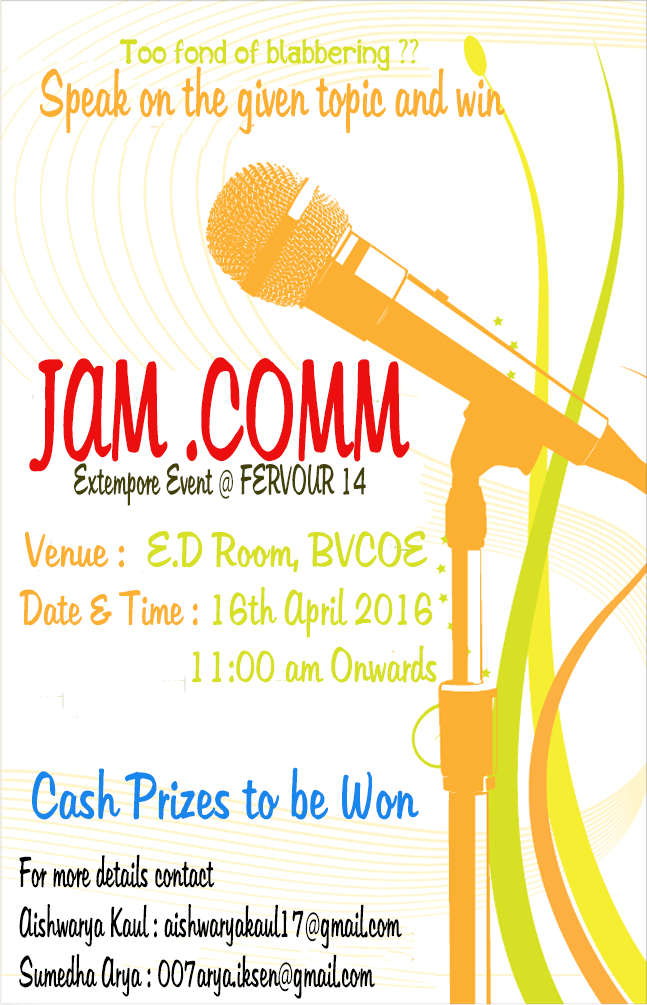 Too fond of blabbering ??
Speak on the given topic and win
JAM .COMM
Extempore Event @ FERVOUR 14
Venue : E.D Room, BVCOE
Date & Time : 16th April 2016
11:00 am Onwards
Cash Prizes to be Won
For more details contact
Aishwarya Kaul : aishwaryakaul17@gmail.com
Sumedha Arya : 007arya.iksen@gmail.com